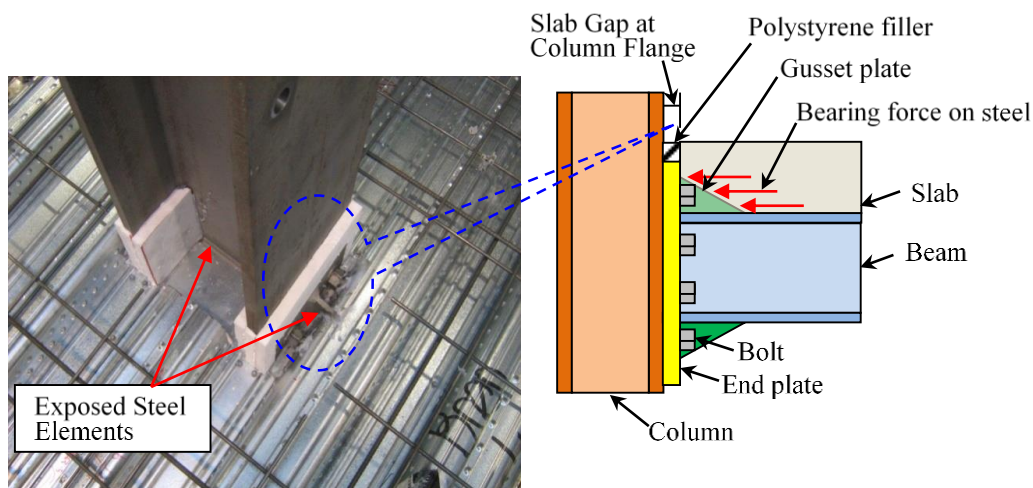 Slab Gap at
Column Flange
Polystyrene filler
Gusset plate
Bearing force on steel
Slab
Beam
Bolt
End plate
Column
Exposed Steel
Elements